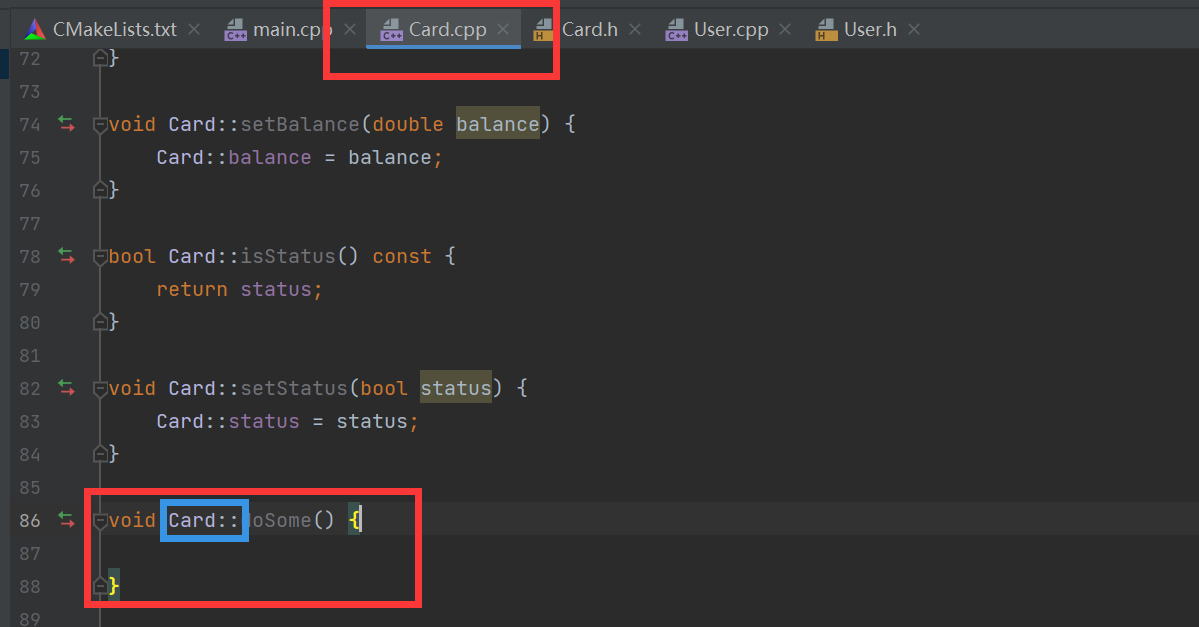 CMakeLists.txt main.cpp Card.cpp Card.h User.cpp User.h
72 }
73
74 void Card::setBalance(double balance) {
75 Card::balance = balance;
76 }
77
78 bool Card::isStatus() const {
79 return status;
80 }
81
82 void Card::setStatus(bool status) {
83 Card::status = status;
84 }
85
86 void Card::doSome() {
87
88 }
89